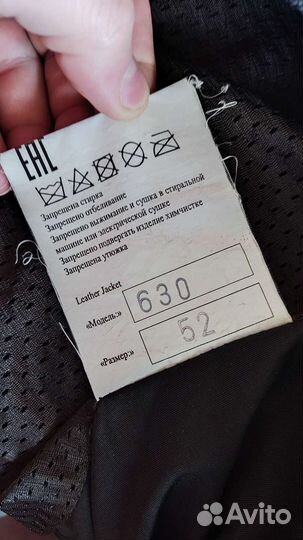 EAC
Запрещена стирка
Запрещено отбеливание
Запрещено выжимание и сушка в стиральной
машине или электрической сушке
Запрещено подвергать изделие химчистке
Запрещена утюжка
Leather Jacket
«Модель:» 630
«Размер:» 52
Avito